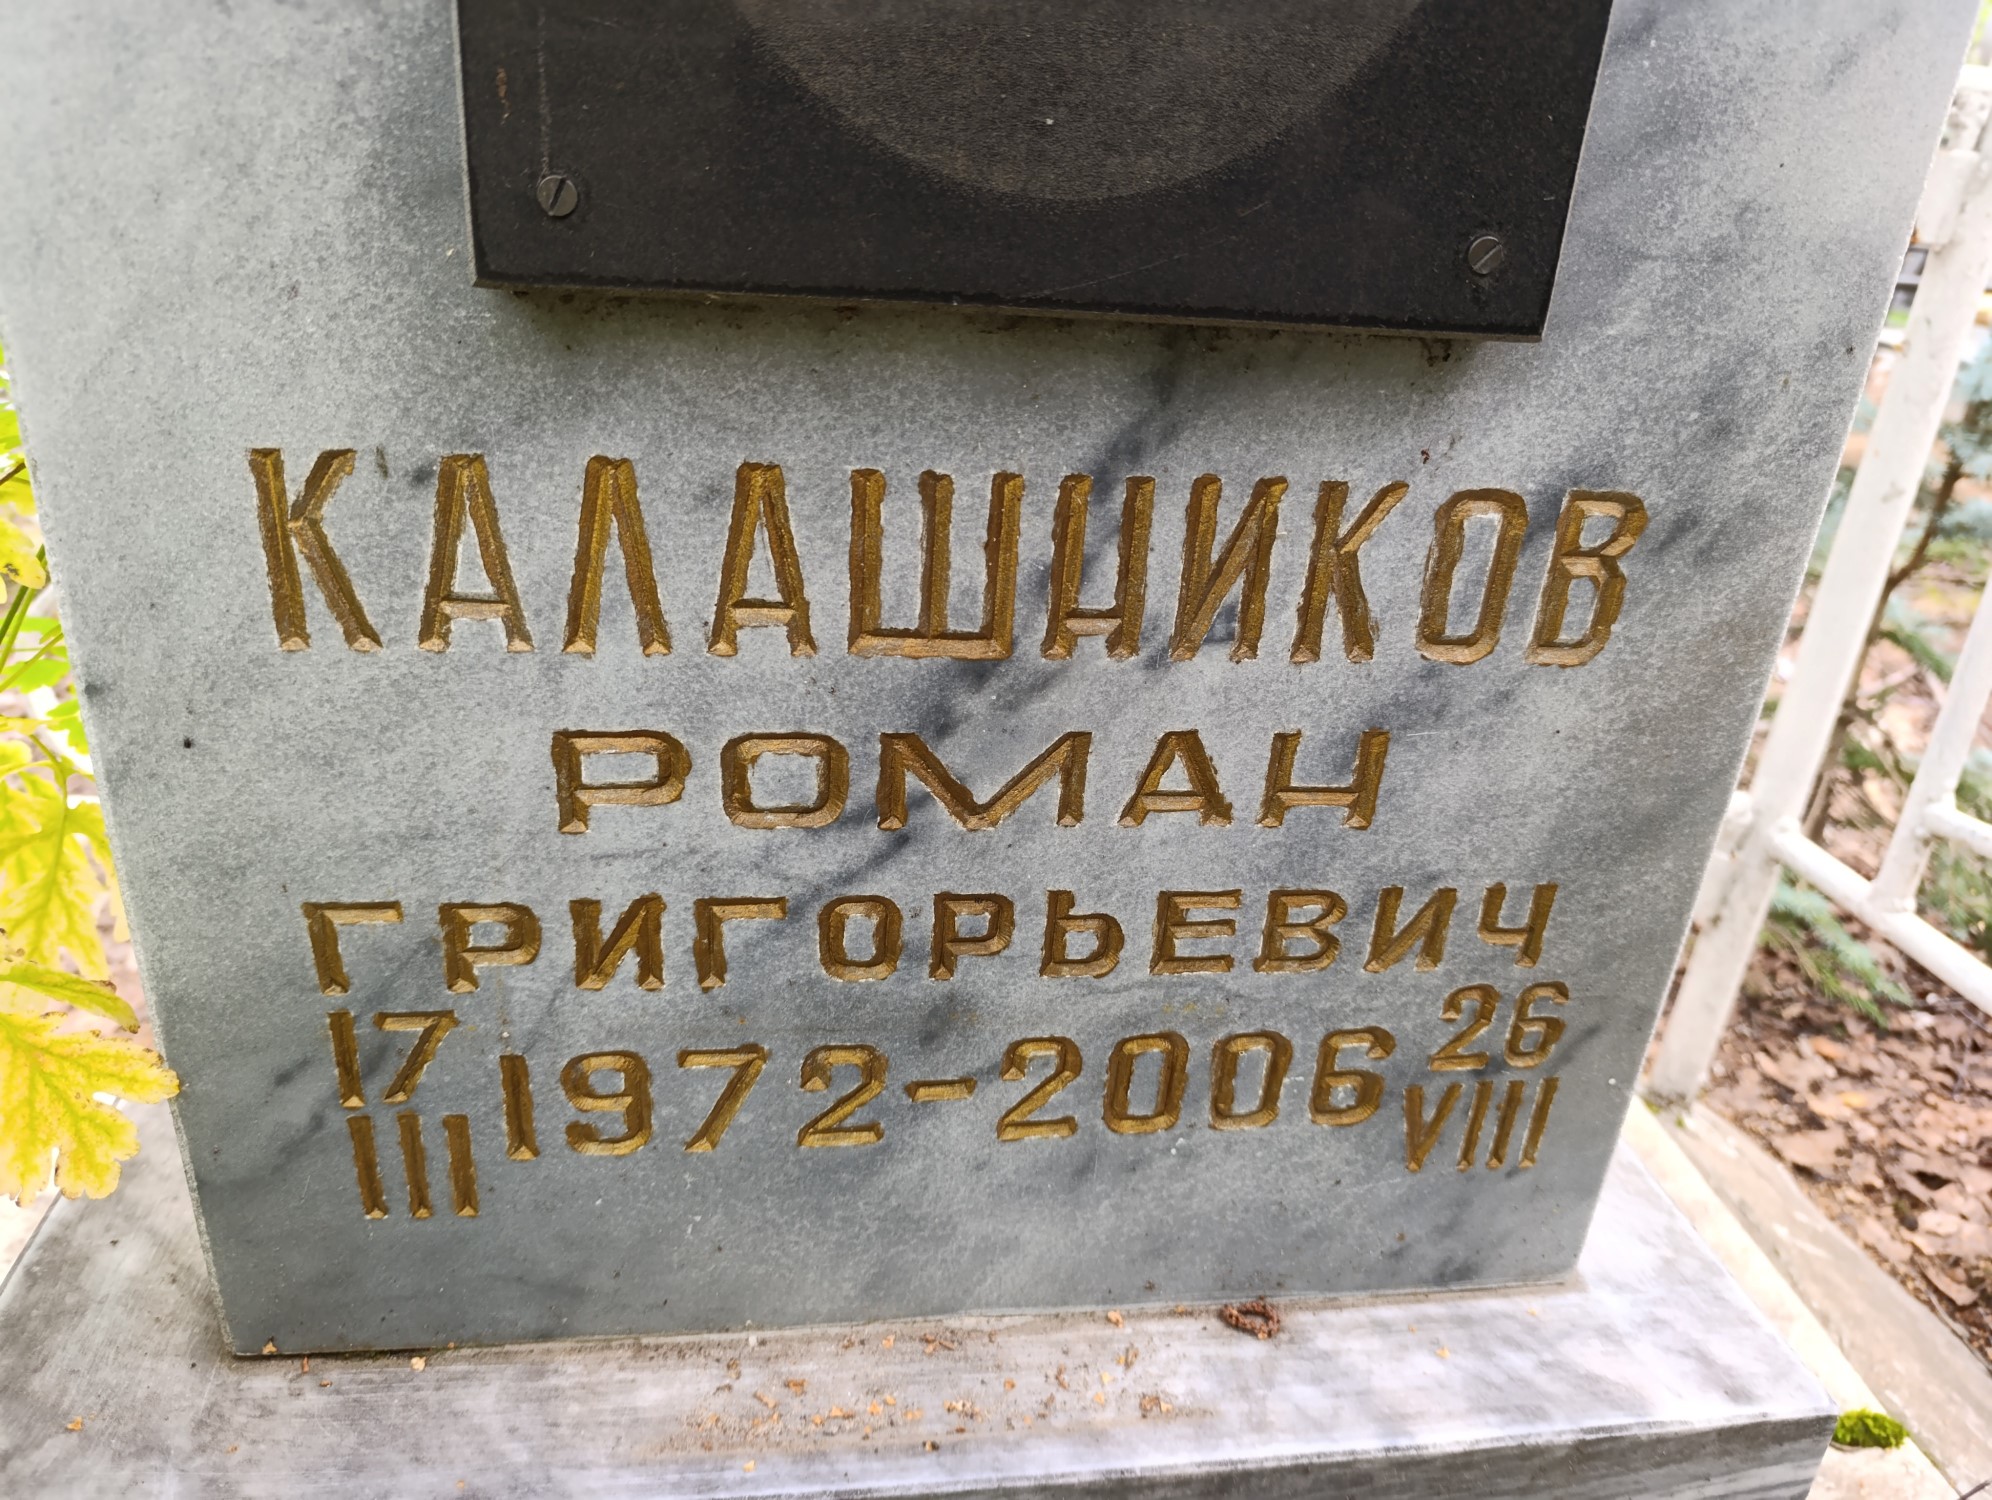 КАЛАШНИКОВ
РОМАН
ГРИГОРЬЕВИЧ
17 1972-2006 26
III VIII